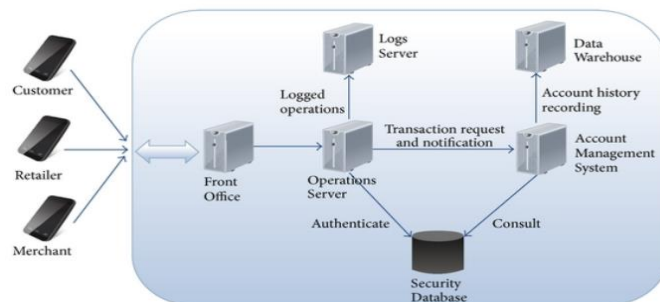 Customer
Retailer
Merchant
Front
Office
Logs
Server
Logged
operations
Operations
Server
Transaction request
and notification
Data
Warehouse
Account history
recording
Account
Management
System
Authenticate
Consult
Security
Database